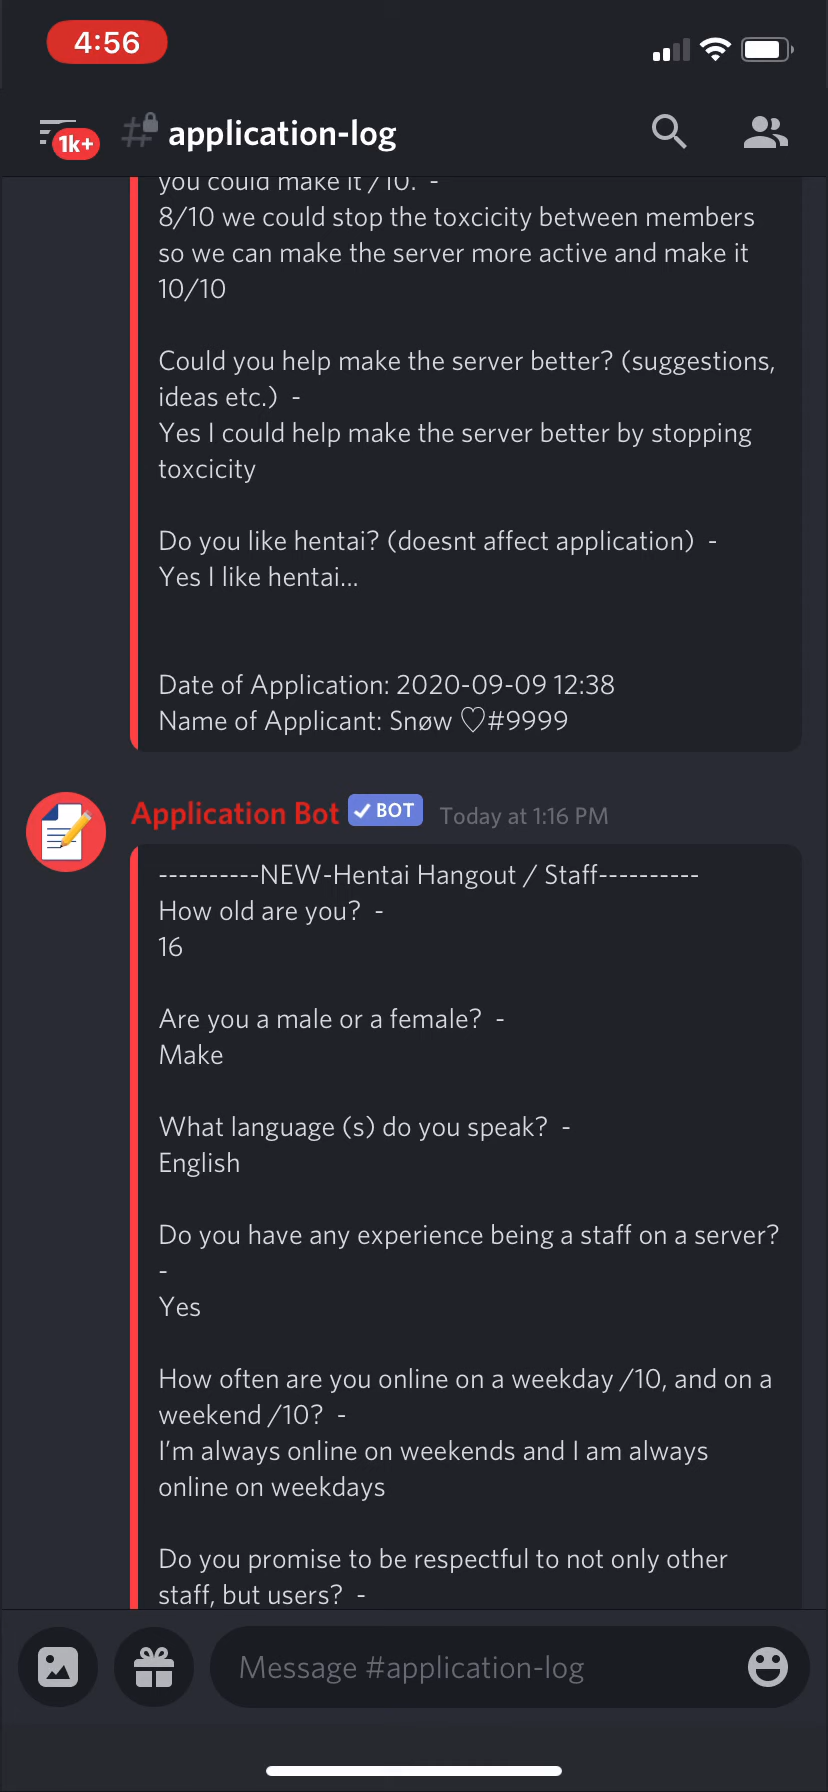 4:56
1k+
application-log
you could make it /10. -
8/10 we could stop the toxcicity between members
so we can make the server more active and make it
10/10
Could you help make the server better? (suggestions,
ideas etc.) -
Yes I could help make the server better by stopping
toxcicity
Do you like hentai? (doesnt affect application) -
Yes I like hentai...
Date of Application: 2020-09-09 12:38
Name of Applicant: Snøw ♡#9999
Application Bot ✓ BOT Today at 1:16 PM
----------NEW-Hentai Hangout / Staff----------
How old are you? -
16
Are you a male or a female? -
Make
What language (s) do you speak? -
English
Do you have any experience being a staff on a server?
-
Yes
How often are you online on a weekday /10, and on a
weekend /10? -
I'm always online on weekends and I am always
online on weekdays
Do you promise to be respectful to not only other
staff, but users? -
Message #application-log